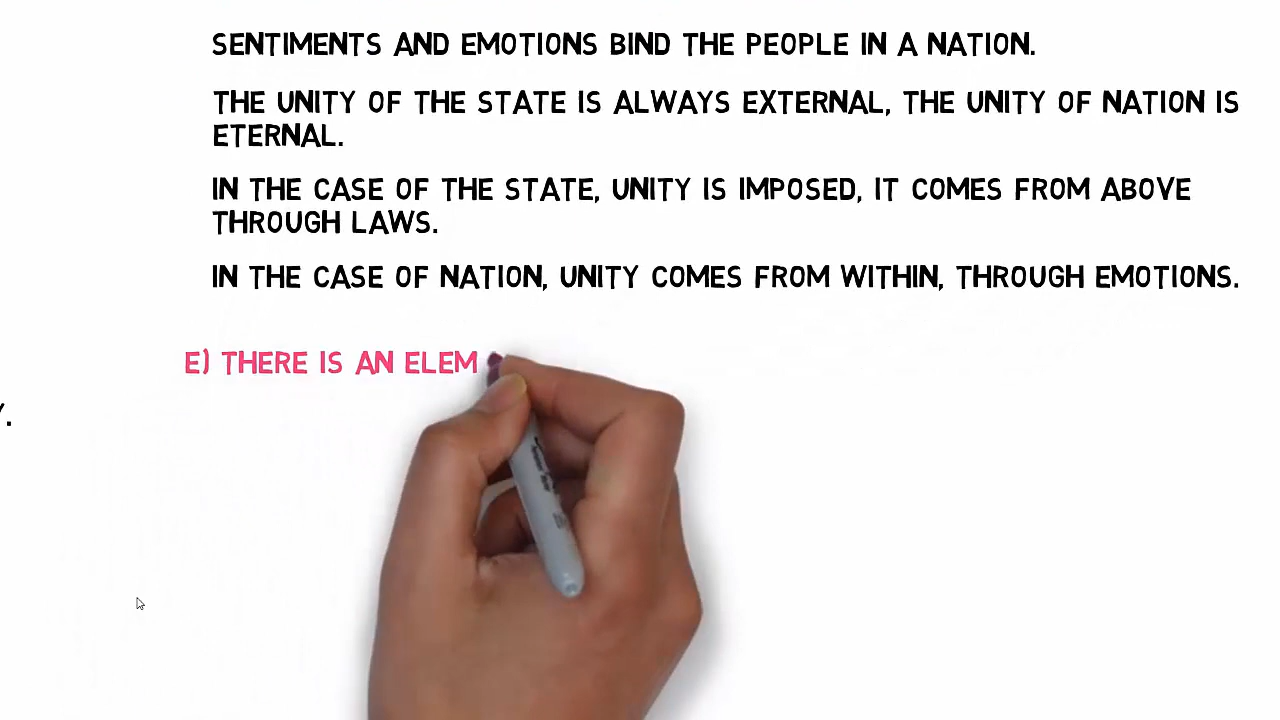 SENTIMENTS AND EMOTIONS BIND THE PEOPLE IN A NATION.
THE UNITY OF THE STATE IS ALWAYS EXTERNAL, THE UNITY OF NATION IS
ETERNAL.
IN THE CASE OF THE STATE, UNITY IS IMPOSED, IT COMES FROM ABOVE
THROUGH LAWS.
IN THE CASE OF NATION, UNITY COMES FROM WITHIN, THROUGH EMOTIONS.
E) THERE IS AN ELEM